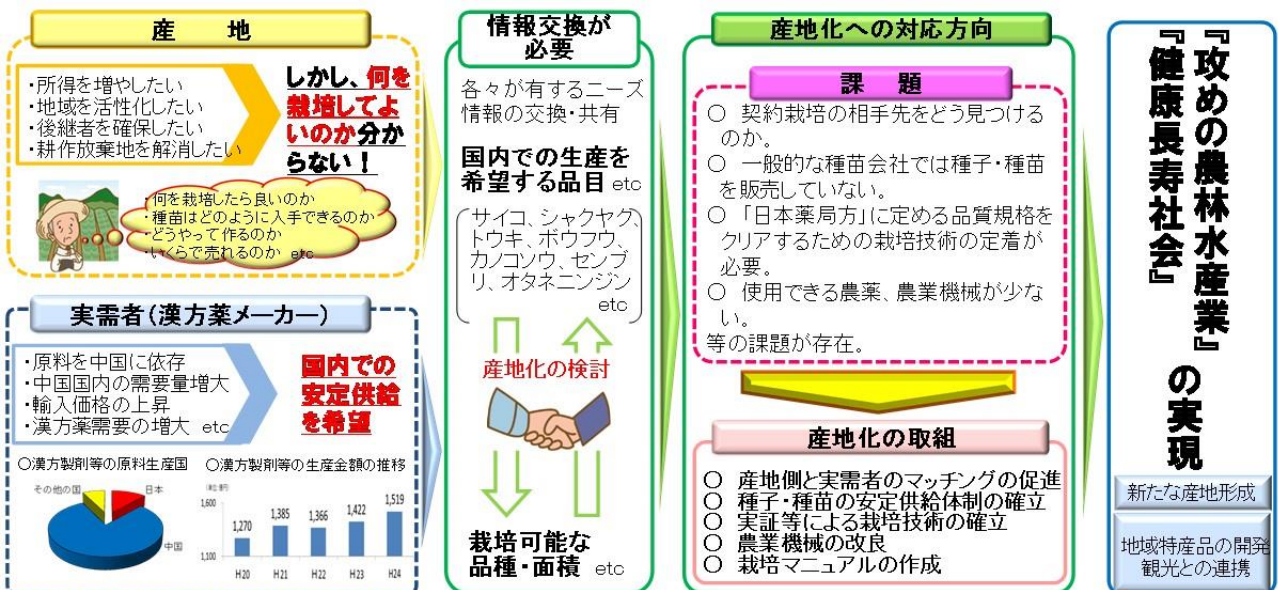 産　地
・所得を増やしたい
・地域を活性化したい
・後継者を確保したい
・耕作放棄地を解消したい
しかし、何を
栽培してよ
いのか分か
らない！
・何を栽培したら良いのか
・種苗はどのように入手できるのか
・どうやって作るのか
・いくらで売れるのか etc
実需者（漢方薬メーカー）
・原料を中国に依存
・中国国内の需要量増大
・輸入価格の上昇
・漢方薬需要の増大 etc
国内での
安定供給
を希望
○漢方製剤等の原料生産国
その他の国
日本
中国
○漢方製剤等の生産金額の推移
1,600
1,100
1,270
1,385
1,366
1,422
1,519
H20
H21
H22
H23
H24
情報交換が
必要
各々が有するニーズ
情報の交換・共有
国内での生産を
希望する品目 etc
サイコ、シャクヤク、
トウキ、ボウフウ、
カノコソウ、センブ
リ、オタネニンジン
etc
産地化の検討
栽培可能な
品種・面積 etc
産地化への対応方向
課　題
○　契約栽培の相手先をどう見つける
のか。
○　一般的な種苗会社では種子・種苗
を販売していない。
○「日本薬局方」に定める品質規格を
クリアするための栽培技術の定着が
必要。
○　使用できる農薬、農業機械が少な
い。
等の課題が存在。
産地化の取組
○　産地側と実需者のマッチングの促進
○　種子・種苗の安定供給体制の確立
○　実証等による栽培技術の確立
○　農業機械の改良
○　栽培マニュアルの作成
『攻めの農林水産業』
『健康長寿社会』
の実現
新たな産地形成
地域特産品の開発
観光との連携